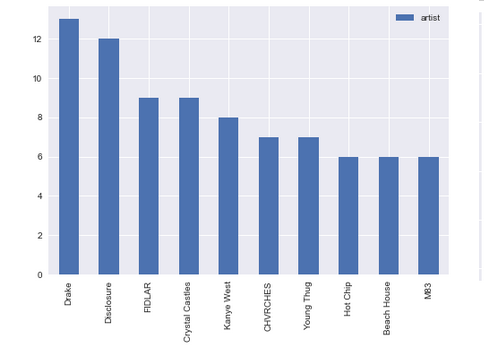 artist
12
10
8
6
4
2
0
Drake
Disclosure
FIDLAR
Crystal Castles
Kanye West
CHVRCHES
Young Thug
Hot Chip
Beach House
M83